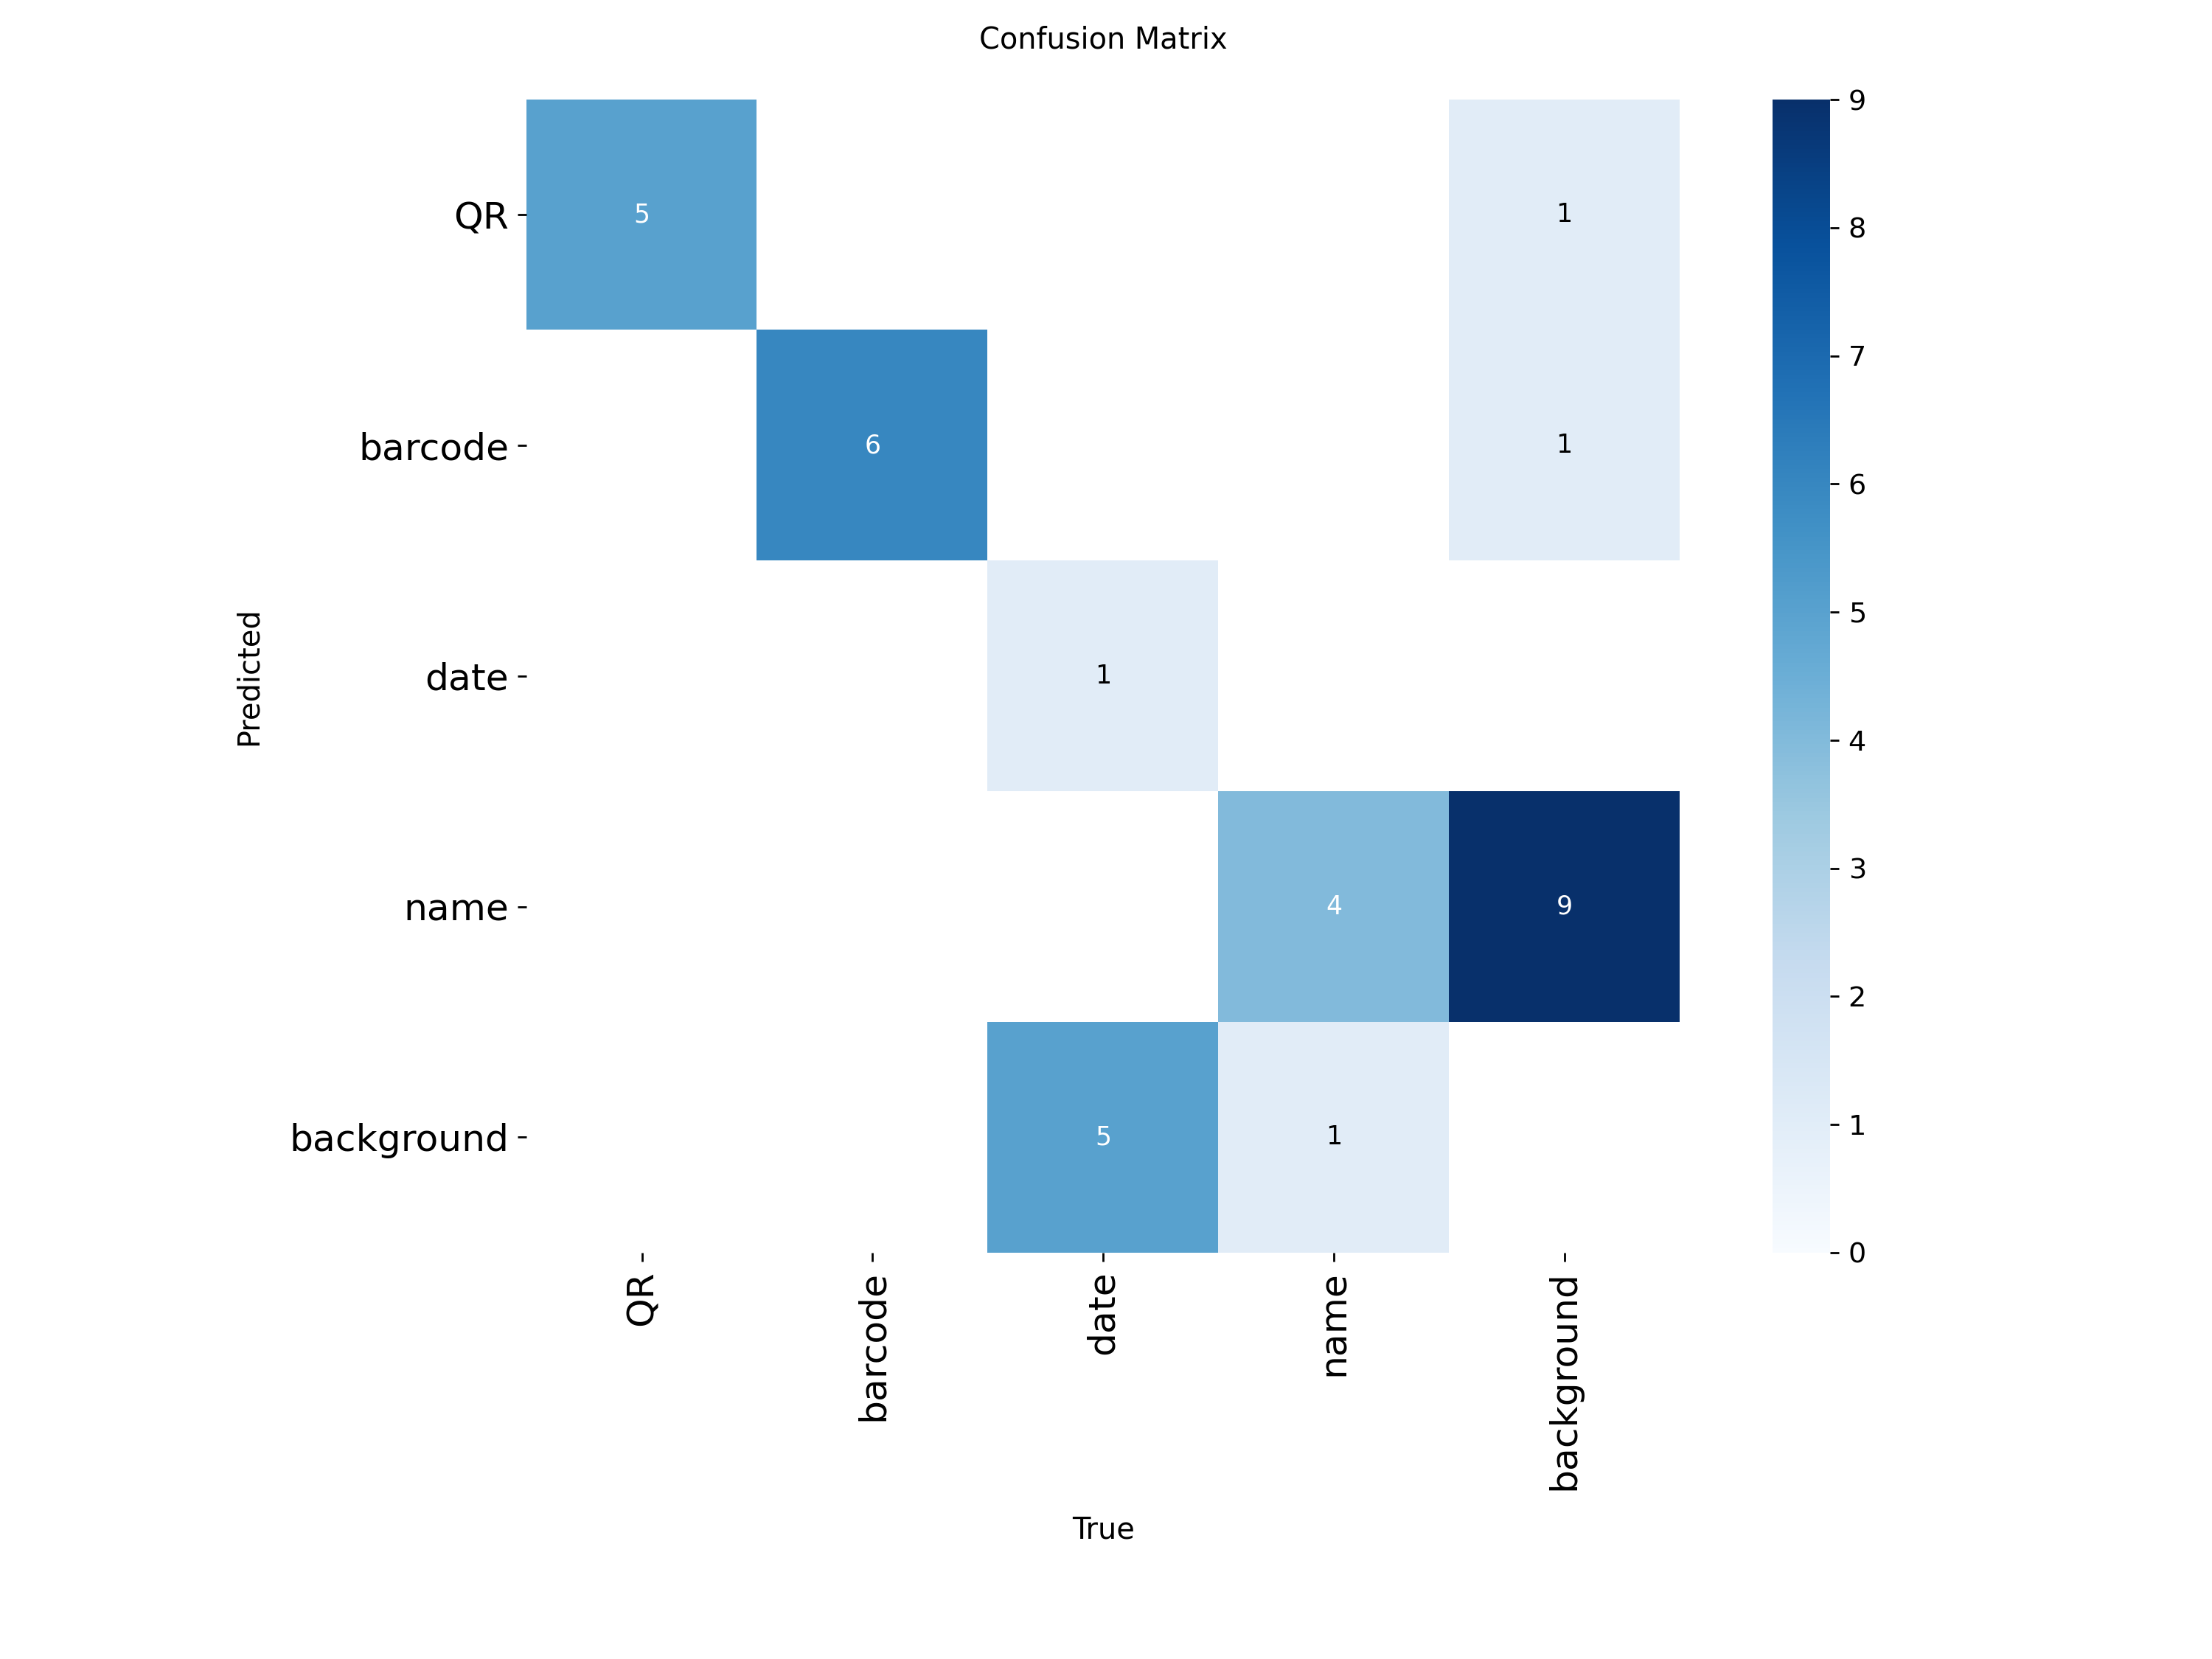 Confusion Matrix
QR
barcode
date
name
background
Predicted
5
1
6
1
1
4
9
5
1
QR
barcode
date
name
background
True
9
8
7
6
5
4
3
2
1
0